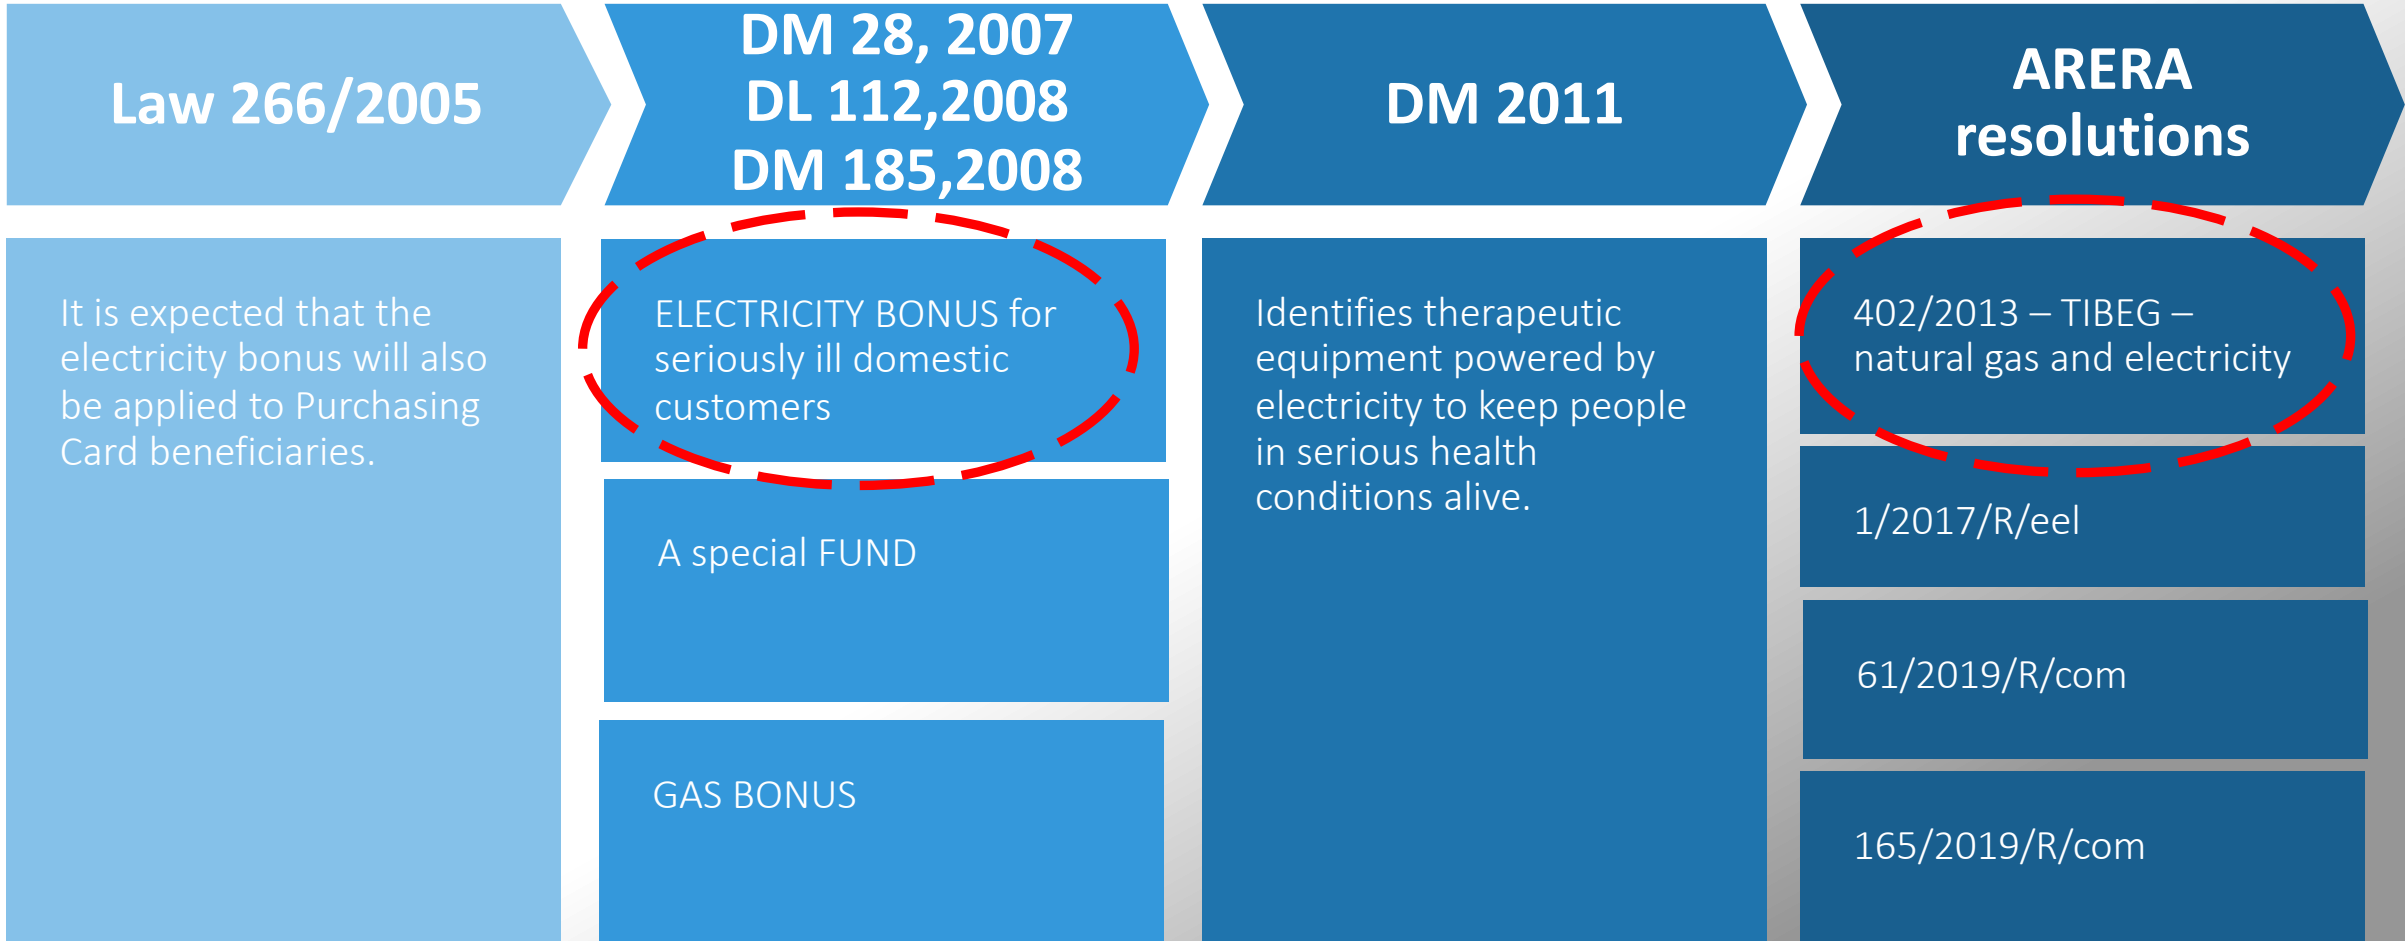 Law 266/2005
DM 28, 2007
DL 112,2008
DM 185,2008
DM 2011
ARERA
resolutions
It is expected that the
electricity bonus will also
be applied to Purchasing
Card beneficiaries.
ELECTRICITY BONUS for
seriously ill domestic
customers
A special FUND
GAS BONUS
Identifies therapeutic
equipment powered by
electricity to keep people
in serious health
conditions alive.
402/2013 – TIBEG –
natural gas and electricity
1/2017/R/eel
61/2019/R/com
165/2019/R/com